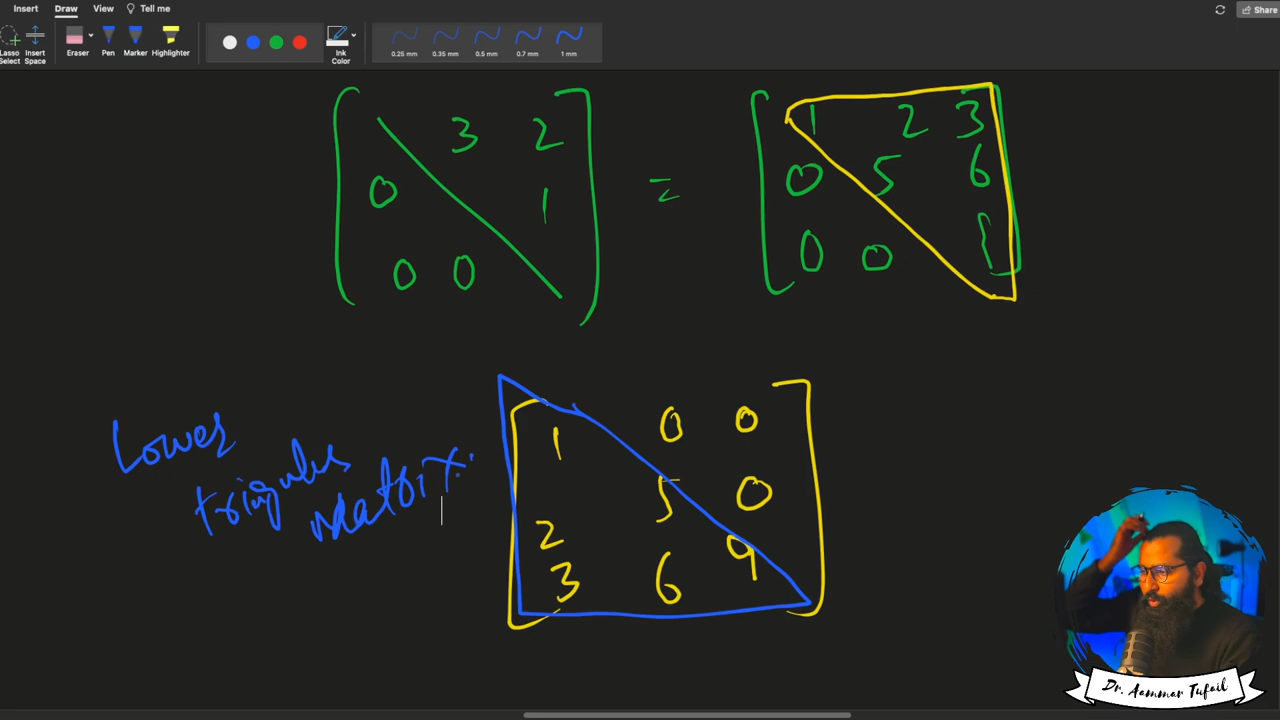 Insert Draw View Tell me
Share
Lasso Select
Insert Space
Eraser
Pen
Marker
Highlighter
Ink Color
0.25 mm
0.35 mm
0.5 mm
0.7 mm
1 mm
3 2
0 1
0 0
=
1 2 3
0 5 6
0 0 1
Lower
triangular
Matrix
1 0 0
2 5 0
3 6 9
Dr. Aammar Tufail